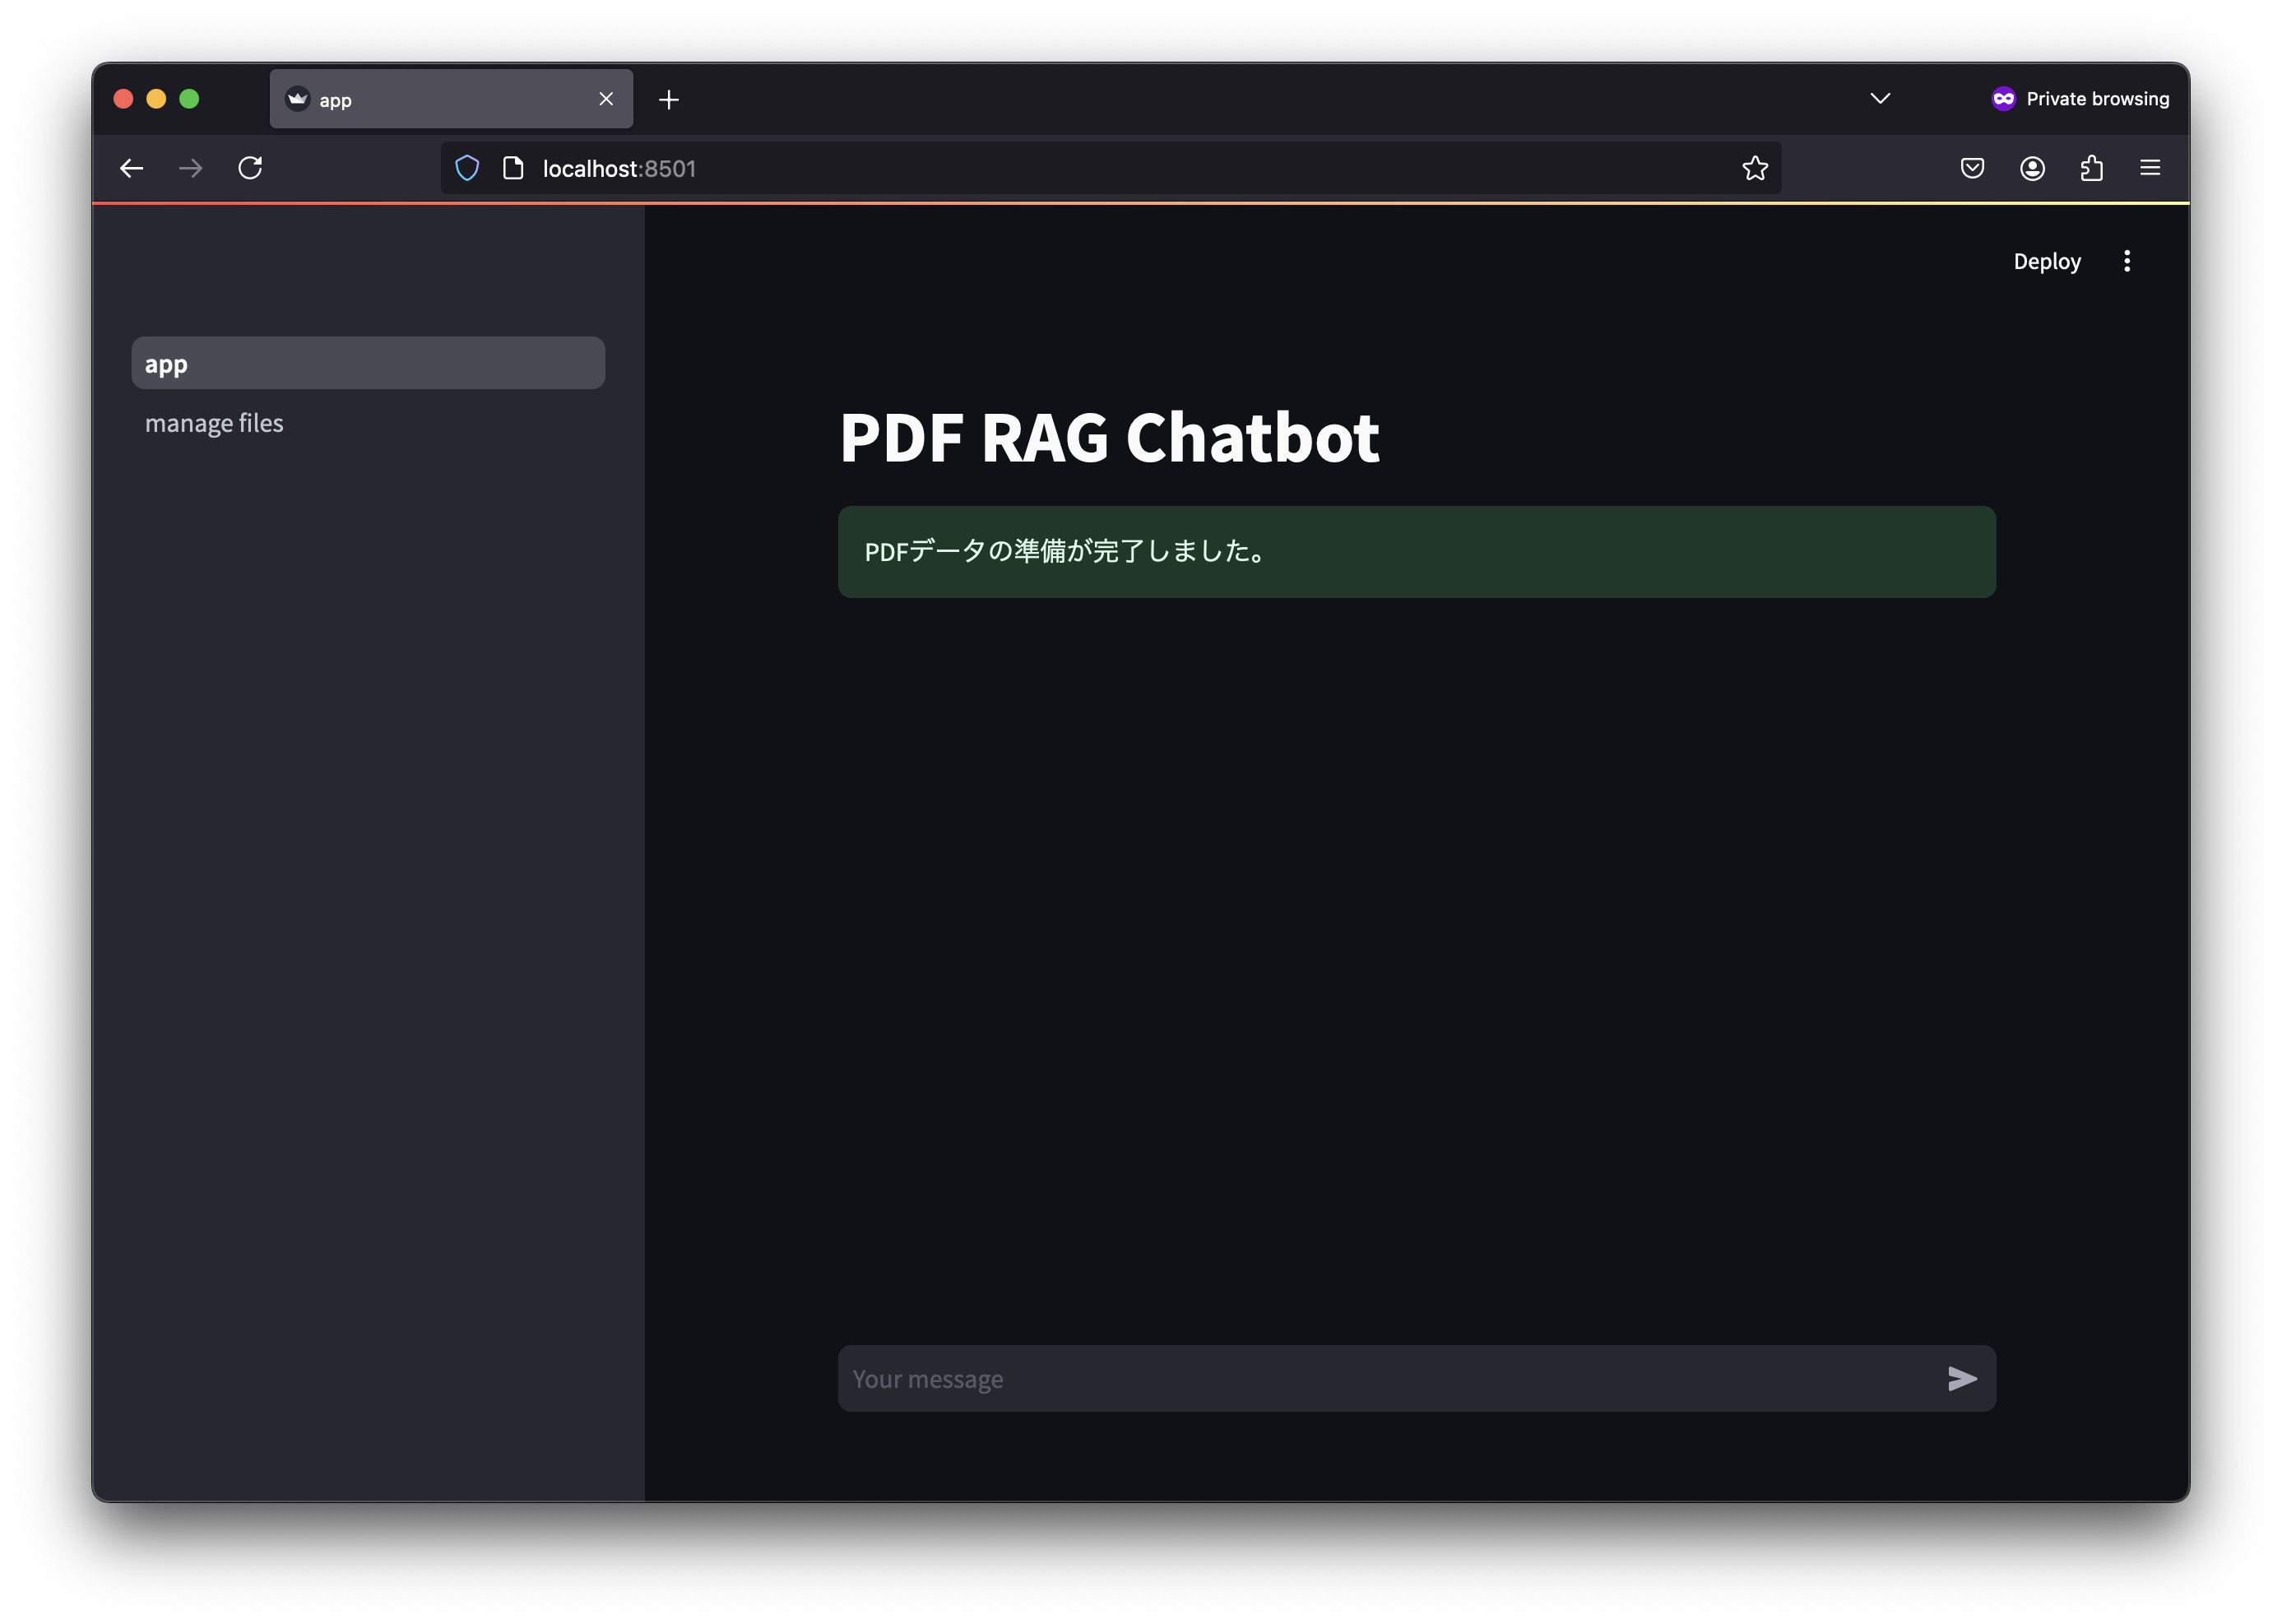 app
Private browsing
localhost:8501
Deploy
app
manage files
PDF RAG Chatbot
PDFデータの準備が完了しました。
Your message